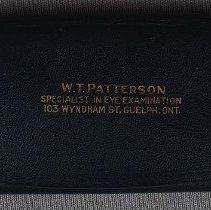 W.T. PATTERSON
SPECIALIST IN EYE EXAMINATION
103 WYNDHAM ST. GUELPH, ONT.